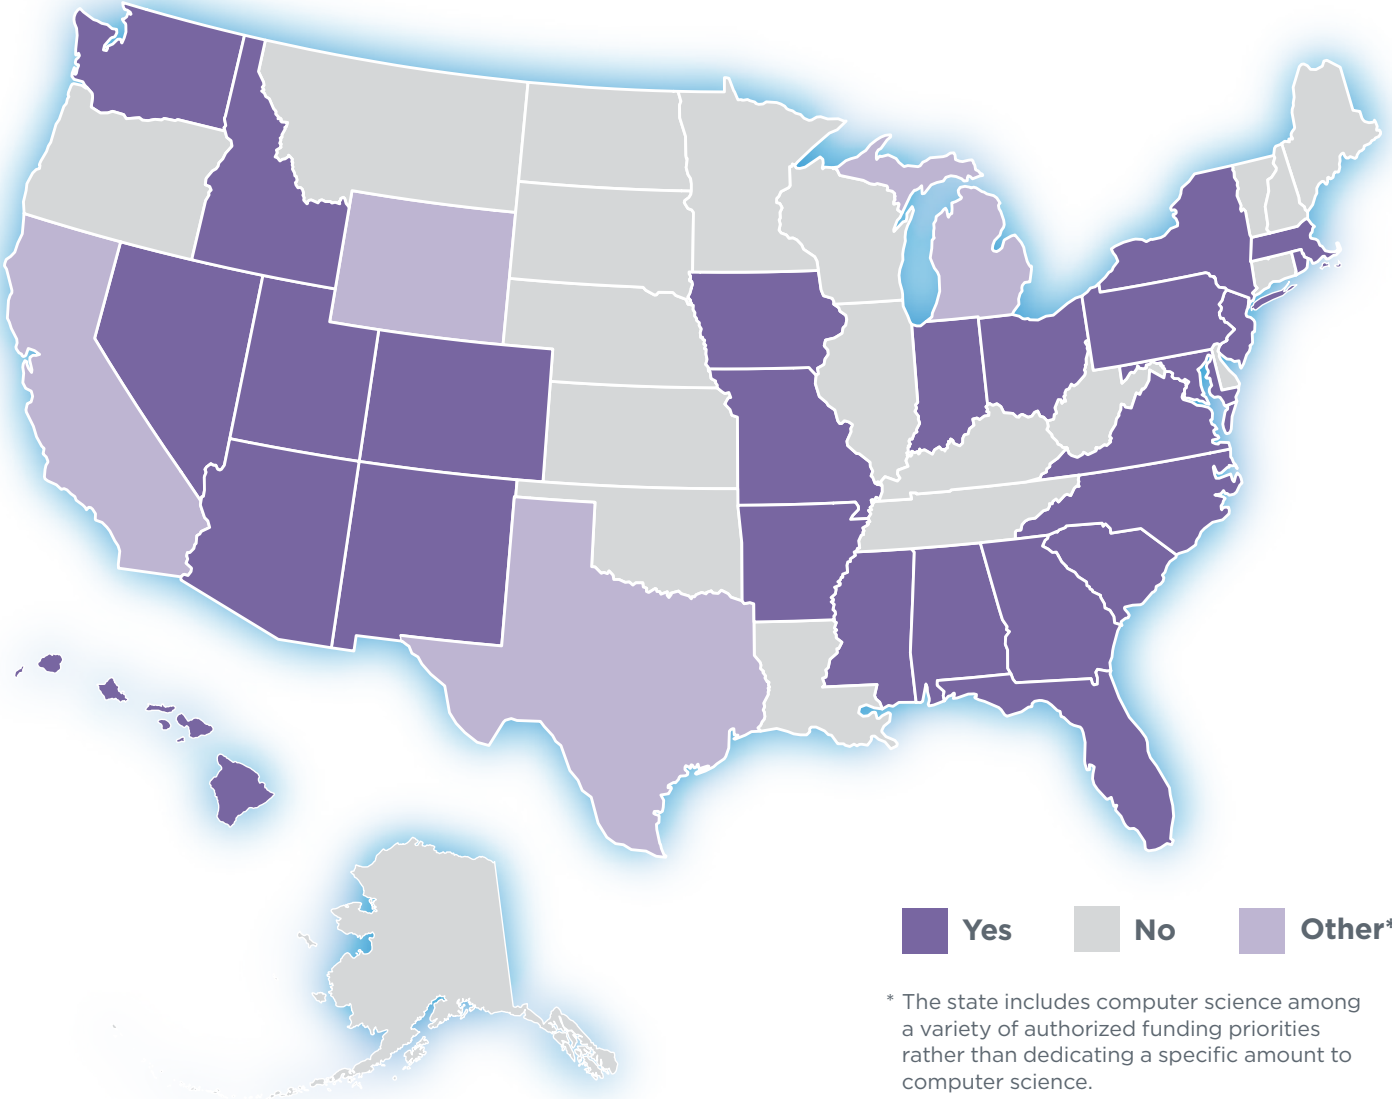 Yes No Other*
* The state includes computer science among
a variety of authorized funding priorities
rather than dedicating a specific amount to
computer science.